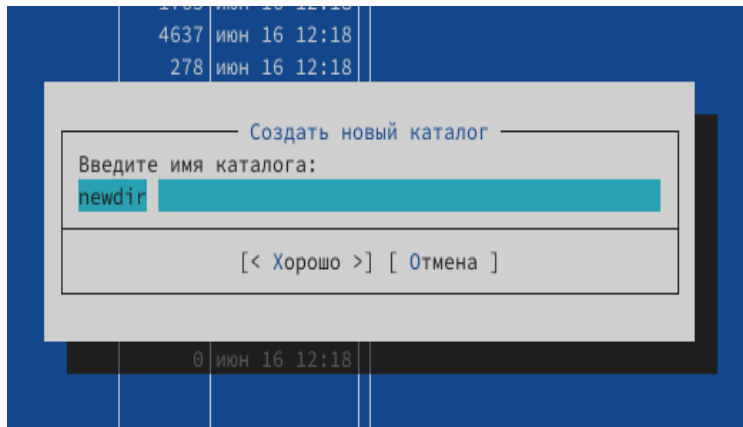 4637 июн 16 12:18
278 июн 16 12:18
Создать новый каталог
Введите имя каталога:
newdir
[< Хорошо >] [ Отмена ]
0 июн 16 12:18